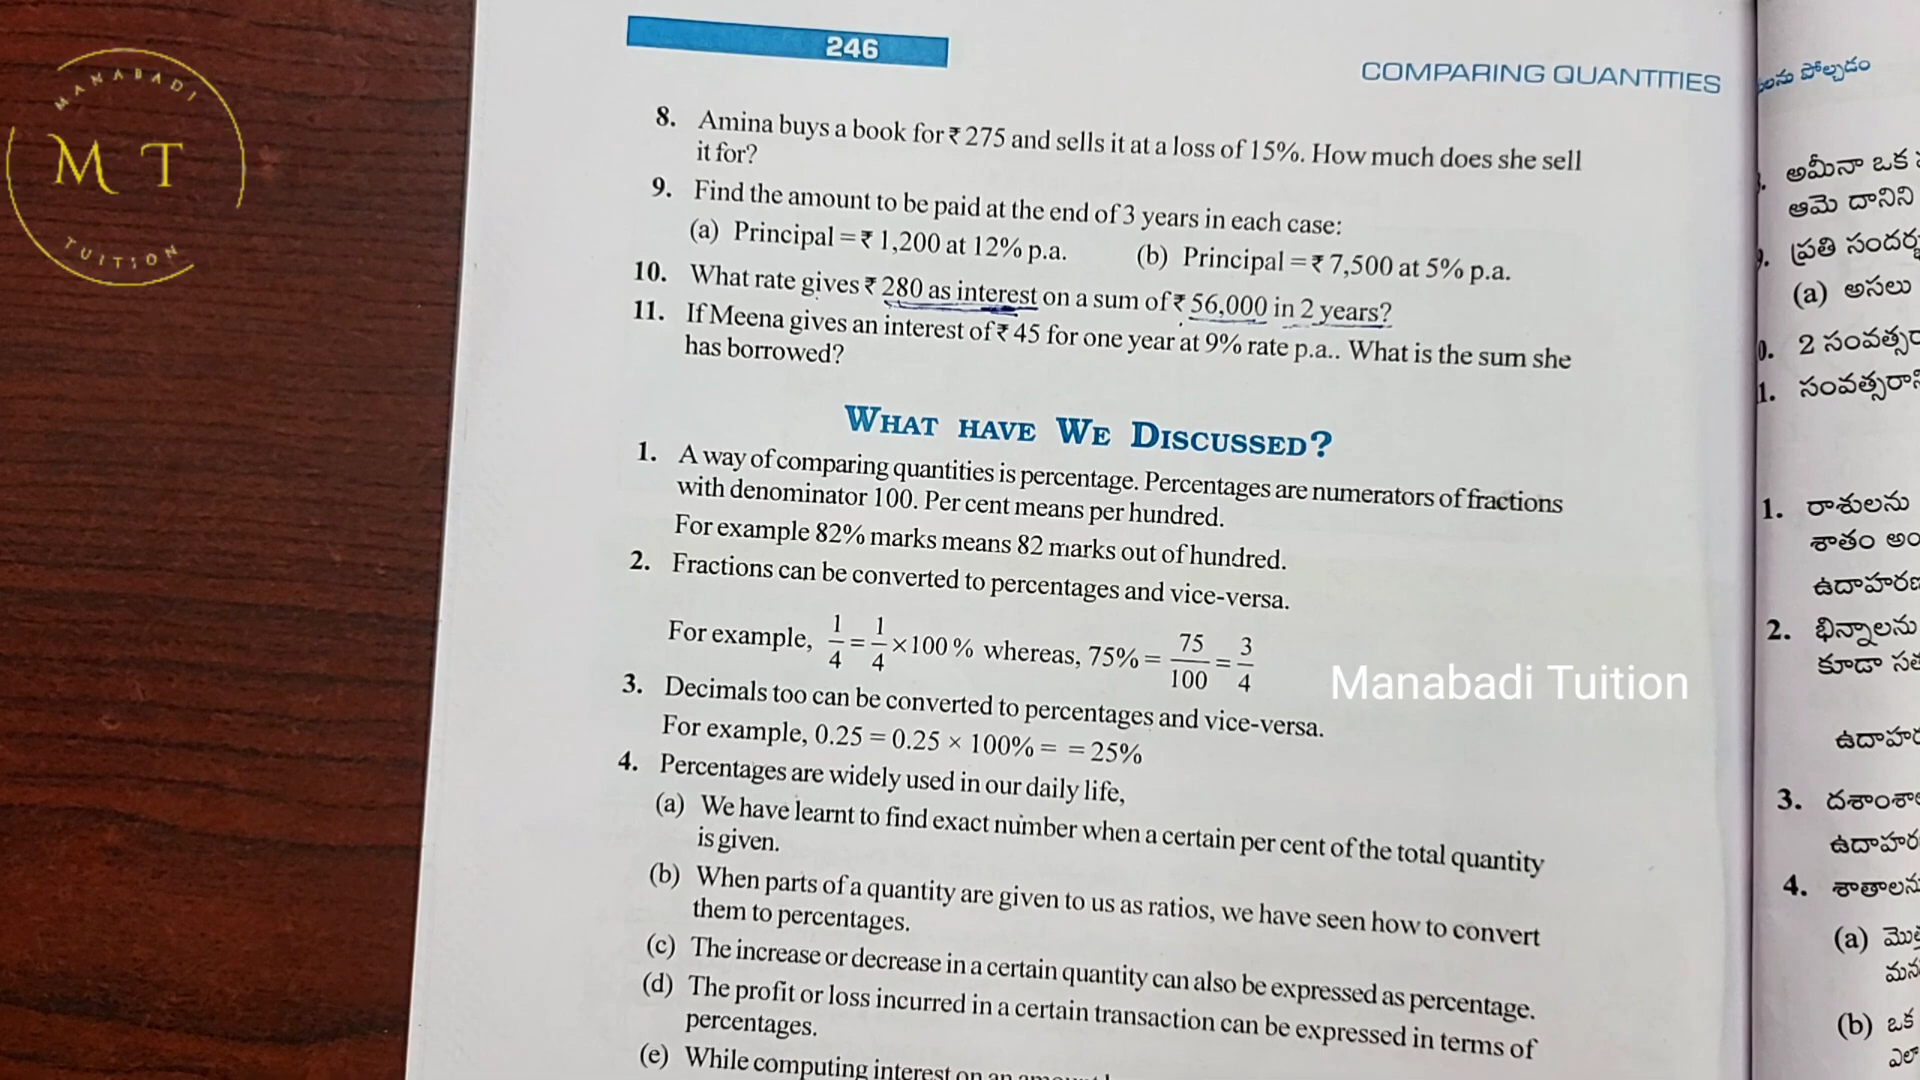 MANABADI
M T
TUITION
246
COMPARING QUANTITIES
8. Amina buys a book for ₹ 275 and sells it at a loss of 15%. How much does she sell
it for?
9. Find the amount to be paid at the end of 3 years in each case:
(a) Principal = ₹ 1,200 at 12% p.a. (b) Principal = ₹ 7,500 at 5% p.a.
10. What rate gives ₹ 280 as interest on a sum of ₹ 56,000 in 2 years?
11. If Meena gives an interest of ₹ 45 for one year at 9% rate p.a.. What is the sum she
has borrowed?
WHAT HAVE WE DISCUSSED?
1. A way of comparing quantities is percentage. Percentages are numerators of fractions
with denominator 100. Per cent means per hundred.
For example 82% marks means 82 marks out of hundred.
2. Fractions can be converted to percentages and vice-versa.
For example, 1/4 = 1/4 ×100 % whereas, 75% = 75/100 = 3/4
3. Decimals too can be converted to percentages and vice-versa.
For example, 0.25 = 0.25 × 100% = = 25%
4. Percentages are widely used in our daily life,
(a) We have learnt to find exact number when a certain per cent of the total quantity
is given.
(b) When parts of a quantity are given to us as ratios, we have seen how to convert
them to percentages.
(c) The increase or decrease in a certain quantity can also be expressed as percentage.
(d) The profit or loss incurred in a certain transaction can be expressed in terms of
percentages.
(e) While computing interest on an
Manabadi Tuition
పోల్చడం
అమీనా ఒక
ఆమె దానిని
ప్రతి
(a) అసలు
2
1. రాశులను
శాతం
2. భిన్నాలను
కూడా
3.
4.
(a)
(b) ఒక